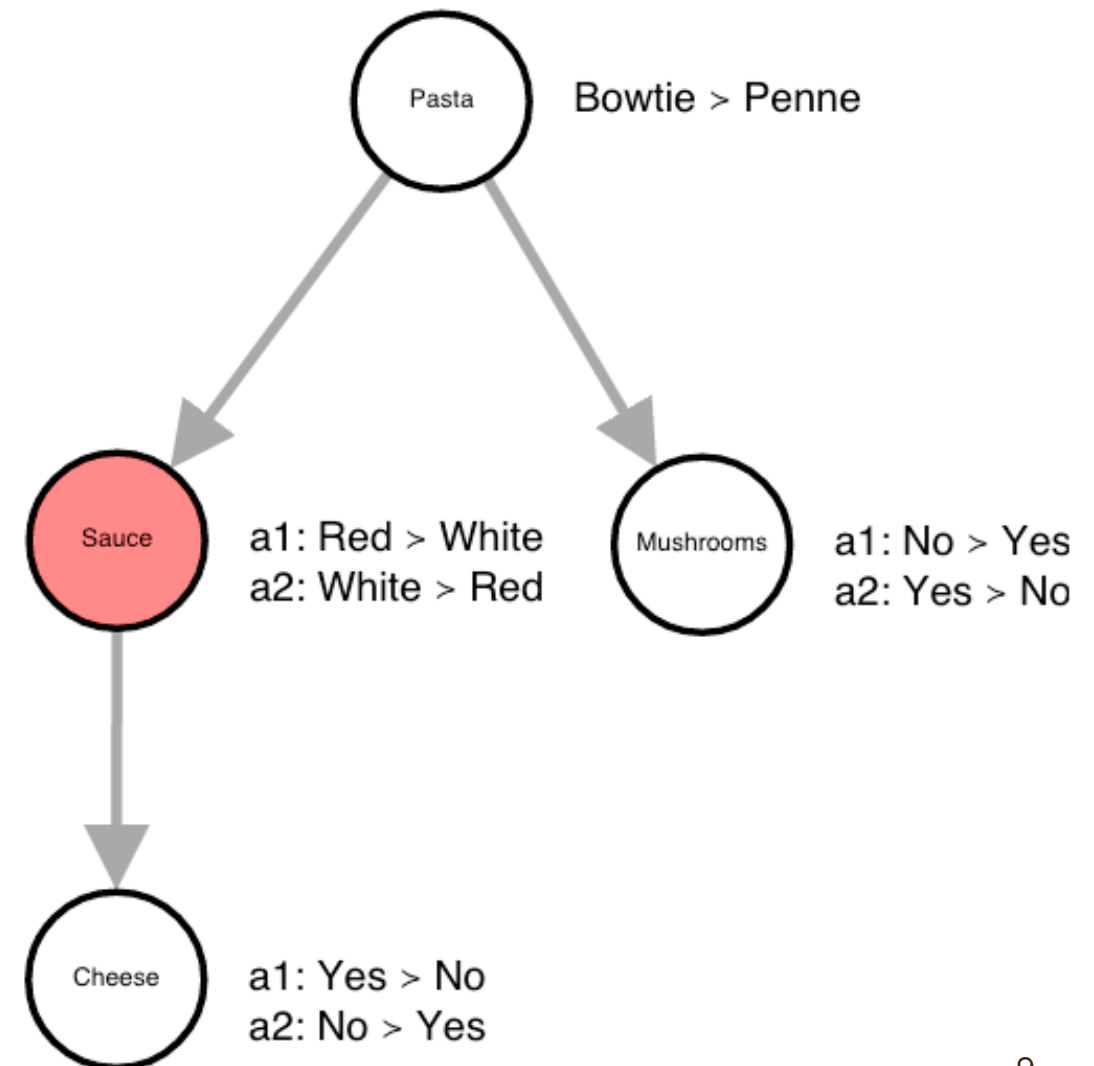 Pasta
Bowtie > Penne
Sauce
a1: Red > White
a2: White > Red
Mushrooms
a1: No > Yes
a2: Yes > No
Cheese
a1: Yes > No
a2: No > Yes